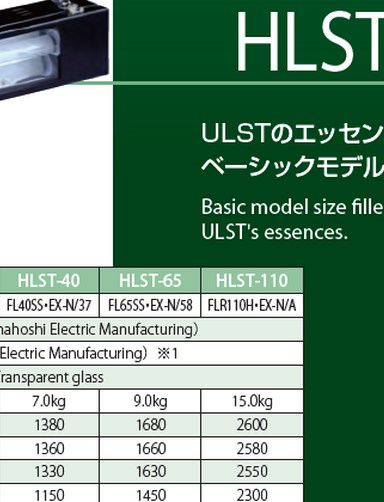 HLST
ULSTのエッセン
ベーシックモデル
Basic model size fille
ULST's essences.
HLST-40 HLST-65 HLST-110
FL40SS・EX-N/37 FL65SS・EX-N/58 FLR110H・EX-N/A
nahoshi Electric Manufacturing）
Electric Manufacturing）※1
Transparent glass
7.0kg 9.0kg 15.0kg
1380 1680 2600
1360 1660 2580
1330 1630 2550
1150 1450 2300